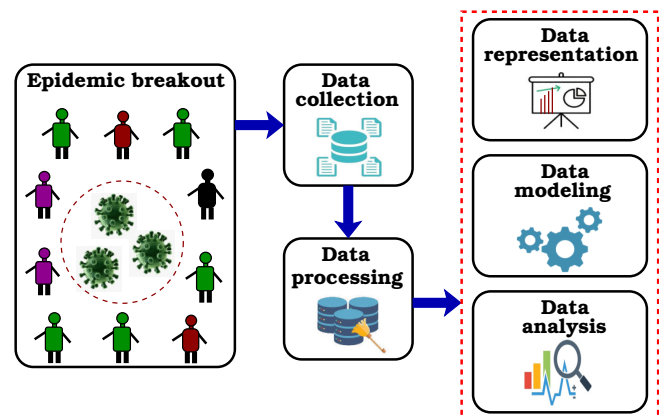 Epidemic breakout
Data
collection
Data
processing
Data
representation
Data
modeling
Data
analysis